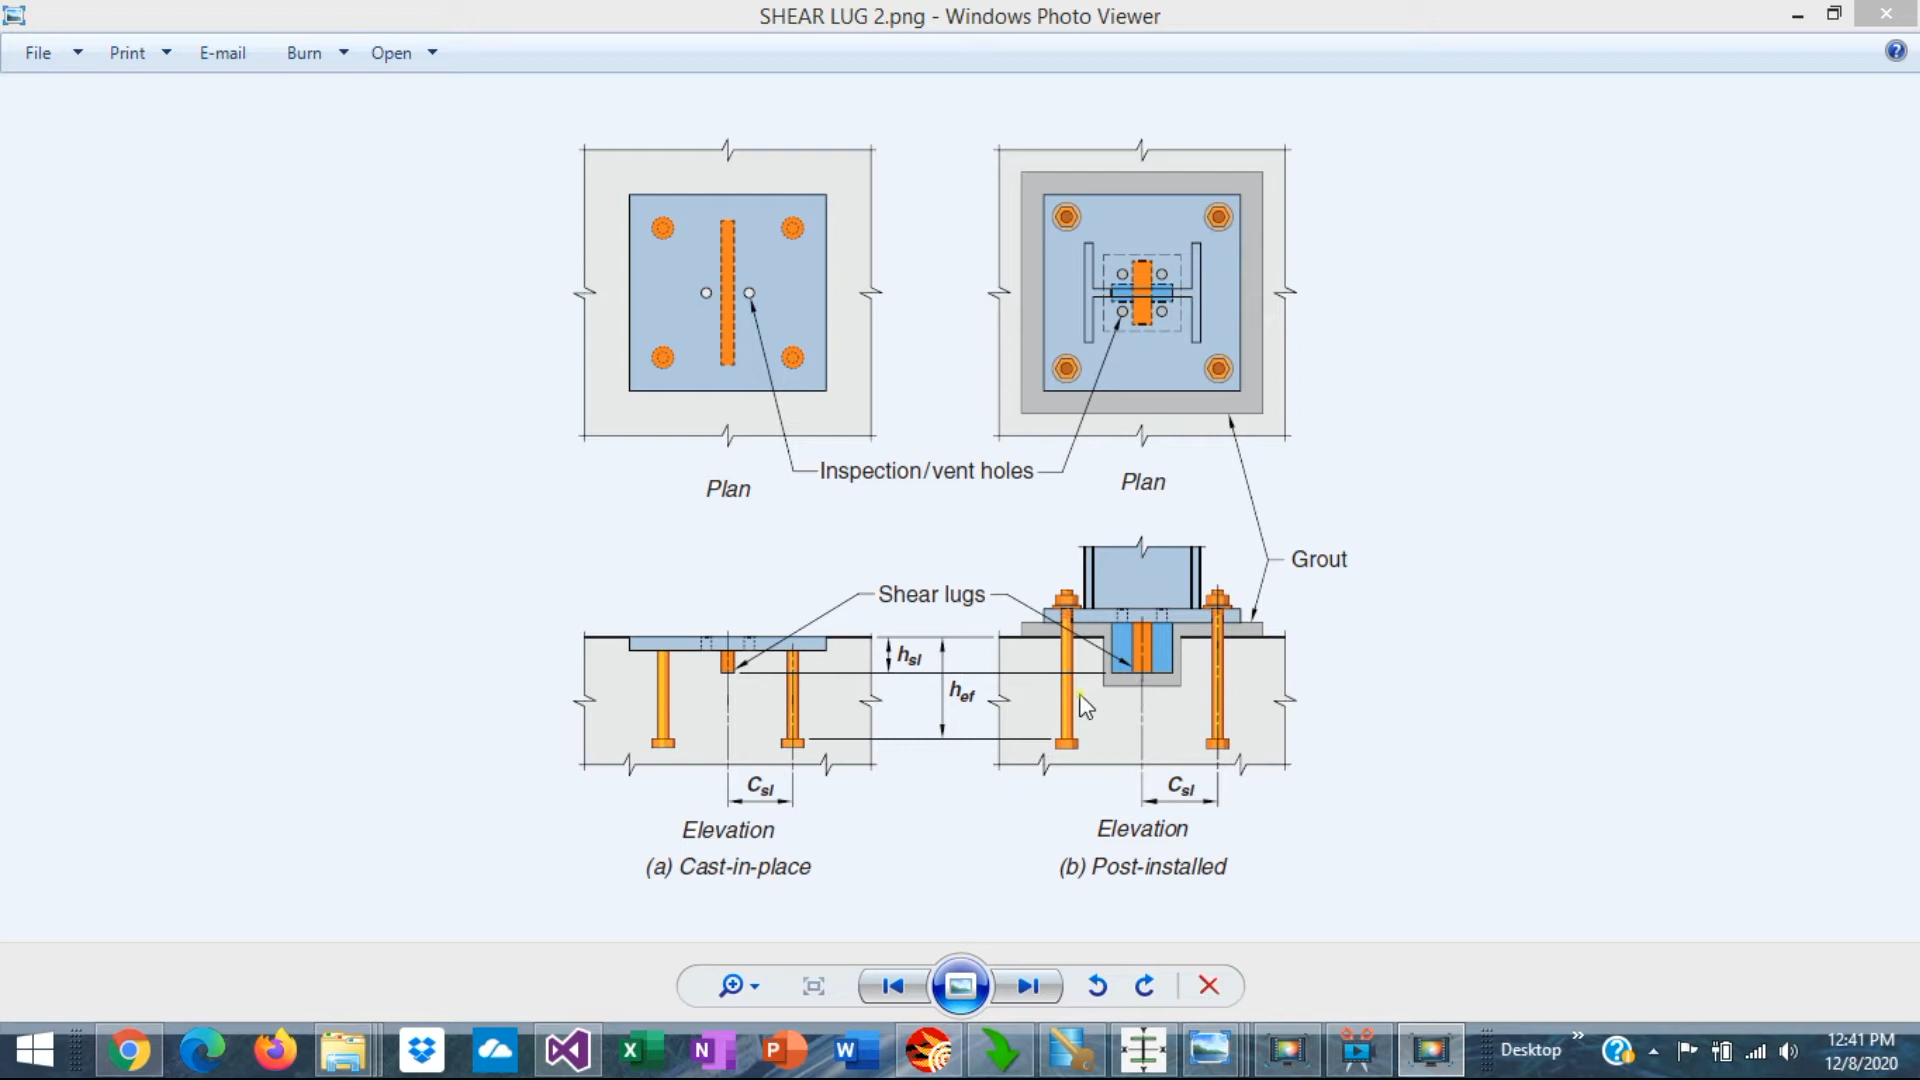 SHEAR LUG 2.png - Windows Photo Viewer
File Print E-mail Burn Open
Inspection/vent holes
Plan
Plan
Grout
Shear lugs
hsl
hef
Csl
Csl
Elevation
Elevation
(a) Cast-in-place
(b) Post-installed
Desktop
12:41 PM
12/8/2020